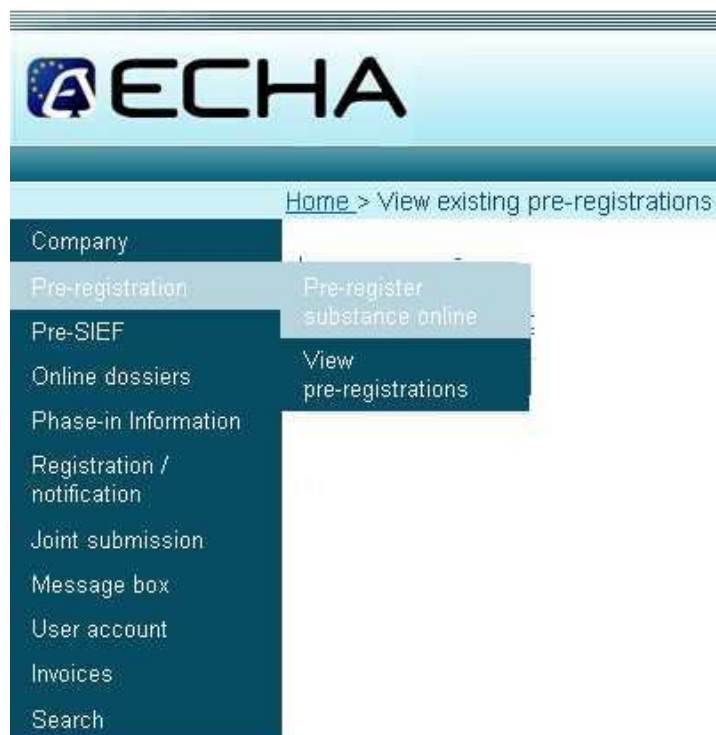 ECHA
Home > View existing pre-registrations
Company
Pre-registration
Pre-register
substance online
View
pre-registrations
Pre-SIEF
Online dossiers
Phase-in Information
Registration /
notification
Joint submission
Message box
User account
Invoices
Search